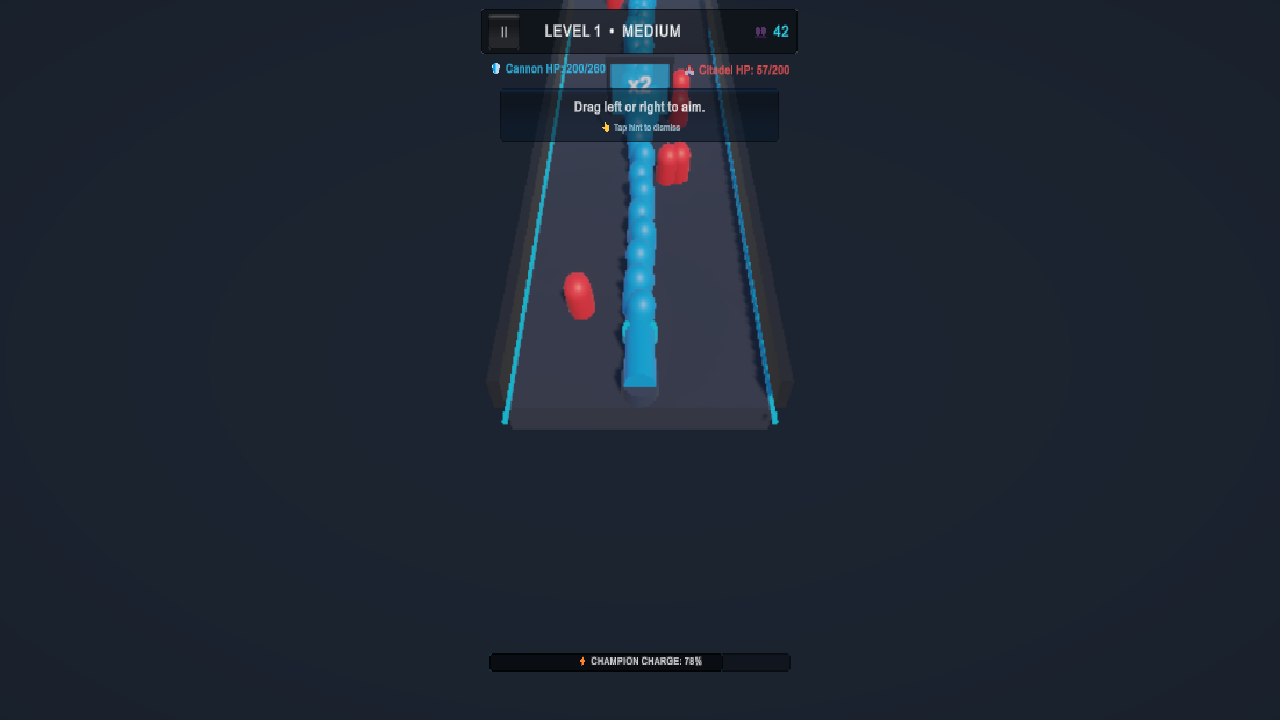 LEVEL 1 • MEDIUM
42
Cannon HP: 200/260
Citadel HP: 57/200
x2
Drag left or right to aim.
Tap hint to dismiss
CHAMPION CHARGE: 78%